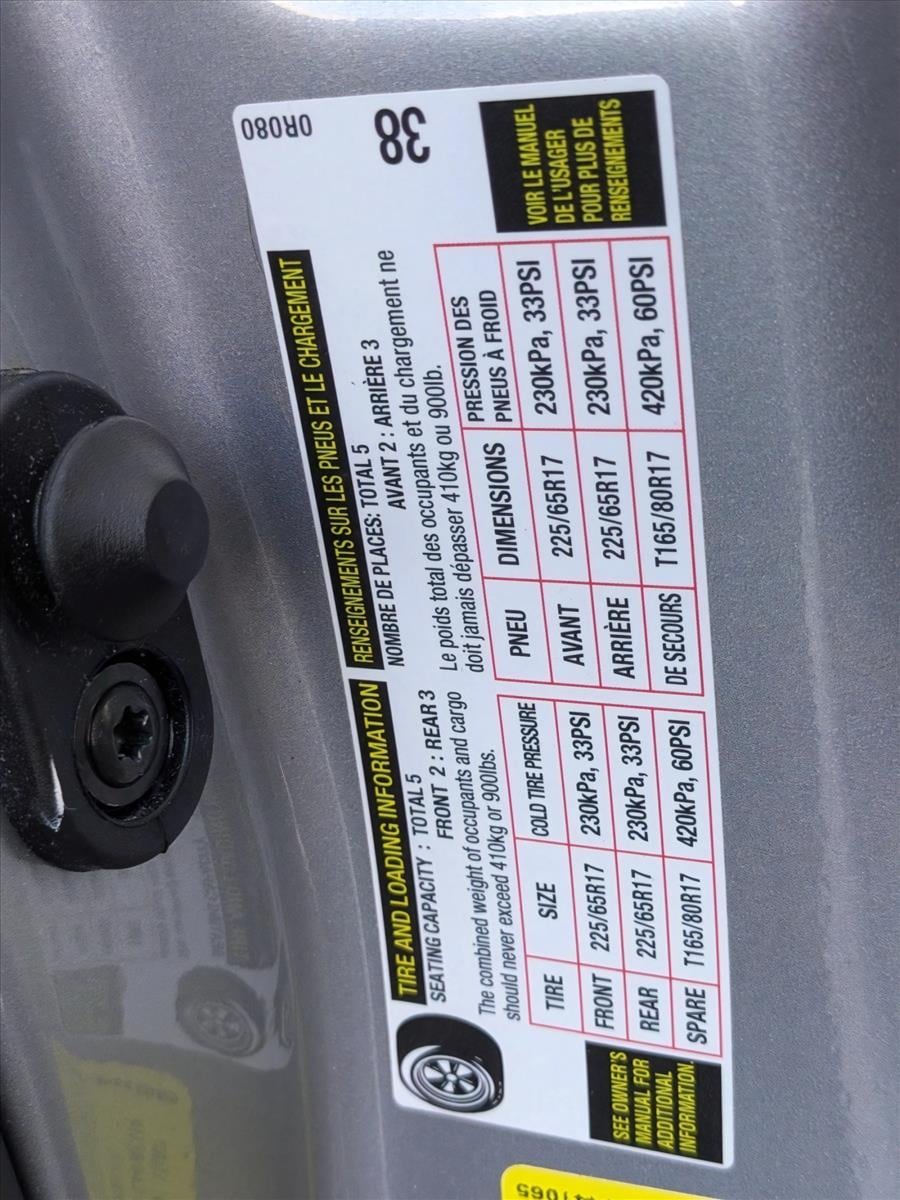 TIRE AND LOADING INFORMATION
SEATING CAPACITY : TOTAL 5
FRONT 2 : REAR 3
The combined weight of occupants and cargo
should never exceed 410kg or 900lbs.
TIRE SIZE COLD TIRE PRESSURE
FRONT 225/65R17 230kPa, 33PSI
REAR 225/65R17 230kPa, 33PSI
SPARE T165/80R17 420kPa, 60PSI
SEE OWNER'S
MANUAL FOR
ADDITIONAL
INFORMATION.
RENSEIGNEMENTS SUR LES PNEUS ET LE CHARGEMENT
NOMBRE DE PLACES: TOTAL 5
AVANT 2 : ARRIÈRE 3
Le poids total des occupants et du chargement ne
doit jamais dépasser 410kg ou 900lb.
PNEU DIMENSIONS PRESSION DES
PNEUS À FROID
AVANT 225/65R17 230kPa, 33PSI
ARRIÈRE 225/65R17 230kPa, 33PSI
DE SECOURS T165/80R17 420kPa, 60PSI
VOIR LE MANUEL
DE L'USAGER
POUR PLUS DE
RENSEIGNEMENTS
0R080
38